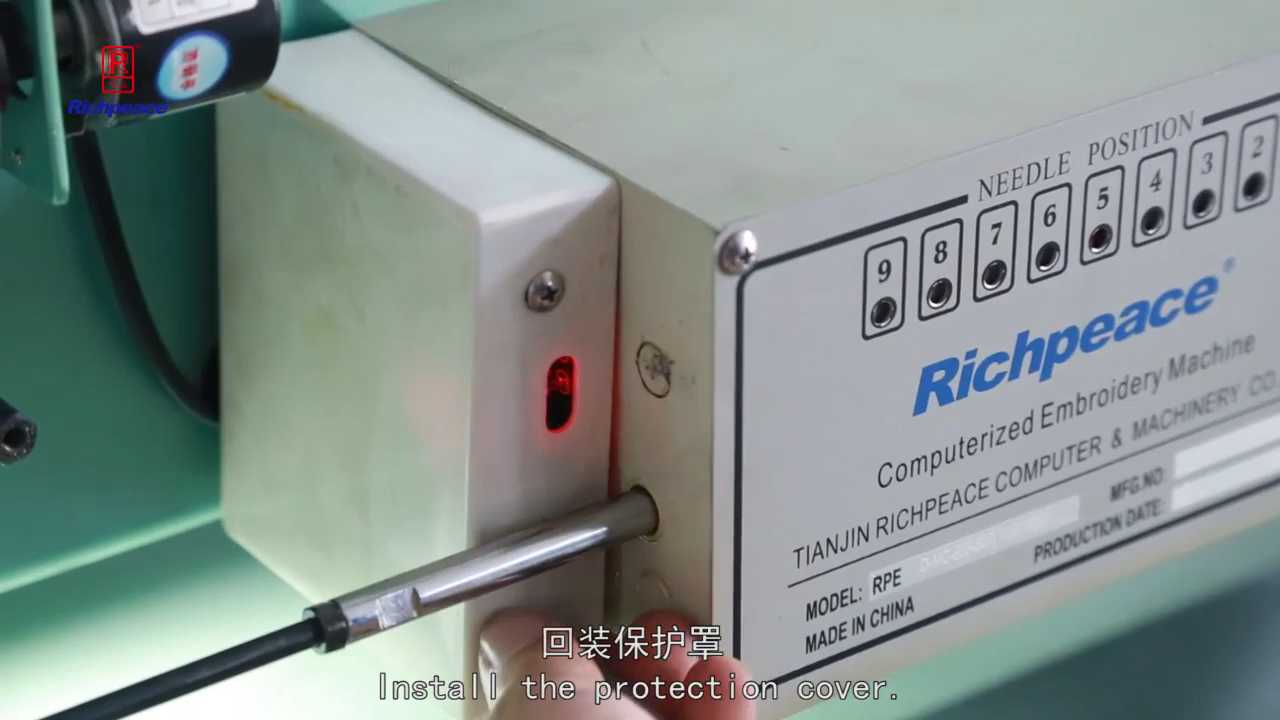 Richpeace
NEEDLE POSITION
9 8 7 6 5 4 3 2
Richpeace
Computerized Embroidery Machine
TIANJIN RICHPEACE COMPUTER & MACHINERY CO.
MODEL: RPE
MFG.NO:
PRODUCTION DATE:
MADE IN CHINA
回装保护罩
Install the protection cover.